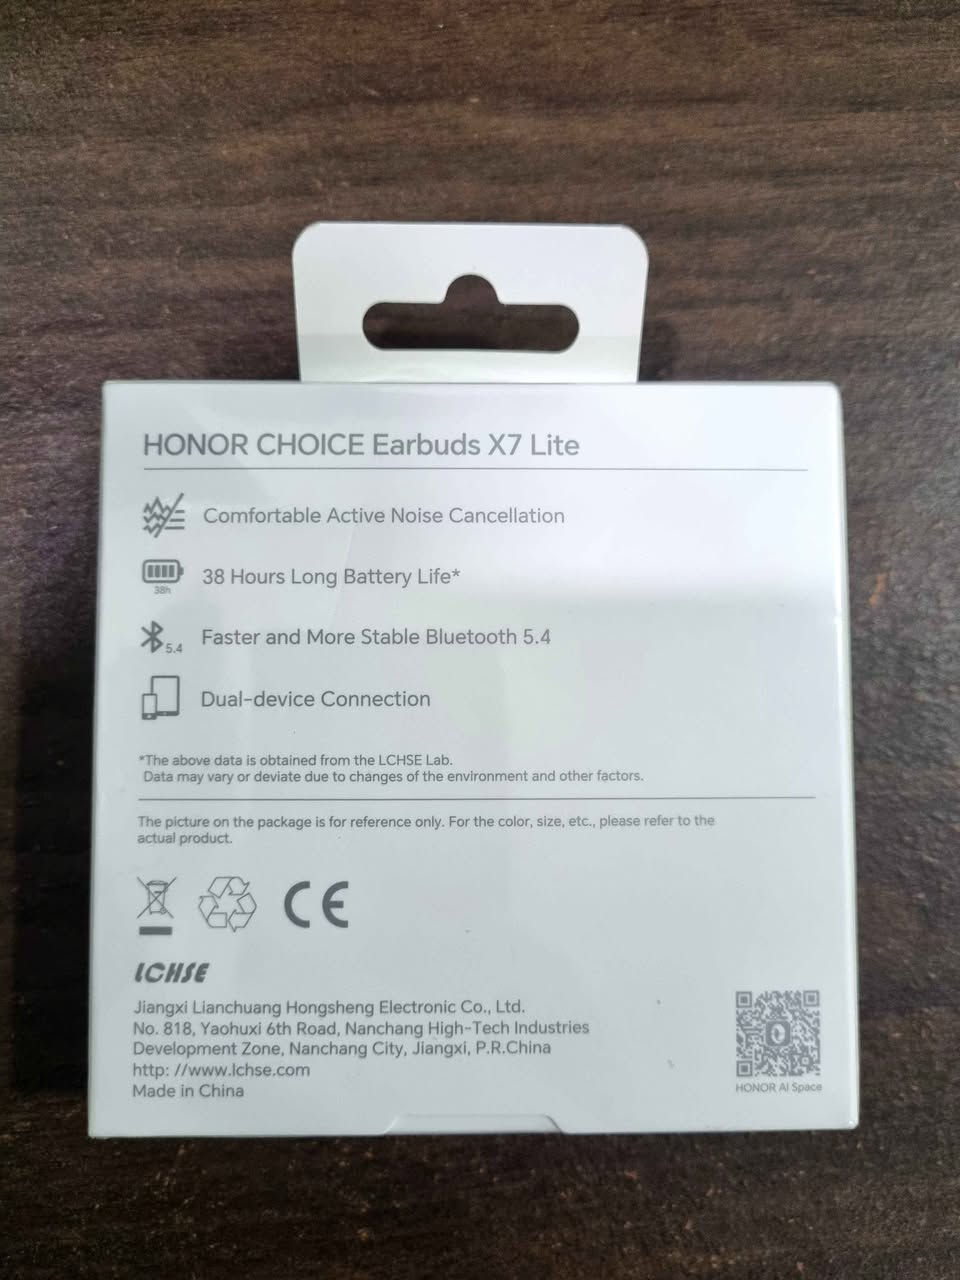 HONOR CHOICE Earbuds X7 Lite
Comfortable Active Noise Cancellation
38h
38 Hours Long Battery Life*
5.4
Faster and More Stable Bluetooth 5.4
Dual-device Connection
*The above data is obtained from the LCHSE Lab.
Data may vary or deviate due to changes of the environment and other factors.
The picture on the package is for reference only. For the color, size, etc., please refer to the
actual product.
CE
LCHSE
Jiangxi Lianchuang Hongsheng Electronic Co., Ltd.
No. 818, Yaohuxi 6th Road, Nanchang High-Tech Industries
Development Zone, Nanchang City, Jiangxi, P.R.China
http: //www.lchse.com
Made in China
HONOR AI Space